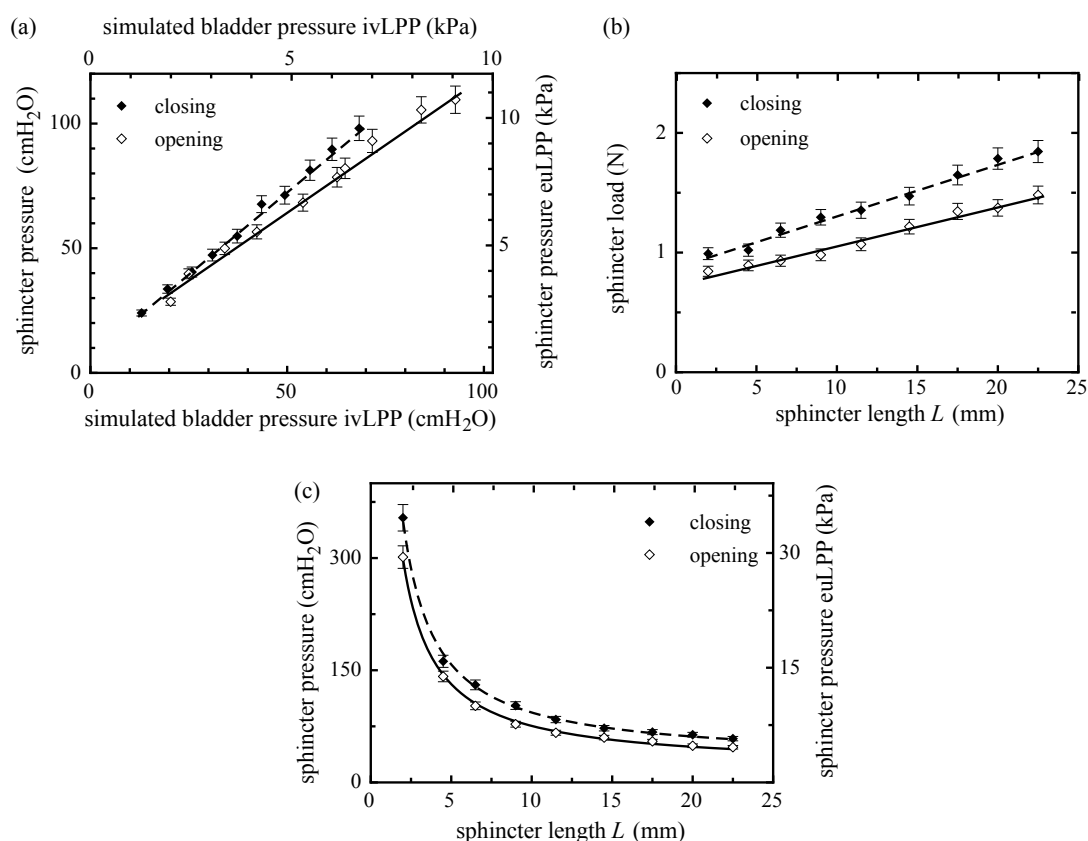 (a)
simulated bladder pressure ivLPP (kPa)
0 5 10
closing
opening
100
50
0
10
5
sphincter pressure (cmH₂O)
sphincter pressure euLPP (kPa)
0 50 100
simulated bladder pressure ivLPP (cmH₂O)
(b)
closing
opening
2
1
0
sphincter load (N)
0 5 10 15 20 25
sphincter length L (mm)
(c)
closing
opening
300
150
0
30
15
sphincter pressure (cmH₂O)
sphincter pressure euLPP (kPa)
0 5 10 15 20 25
sphincter length L (mm)